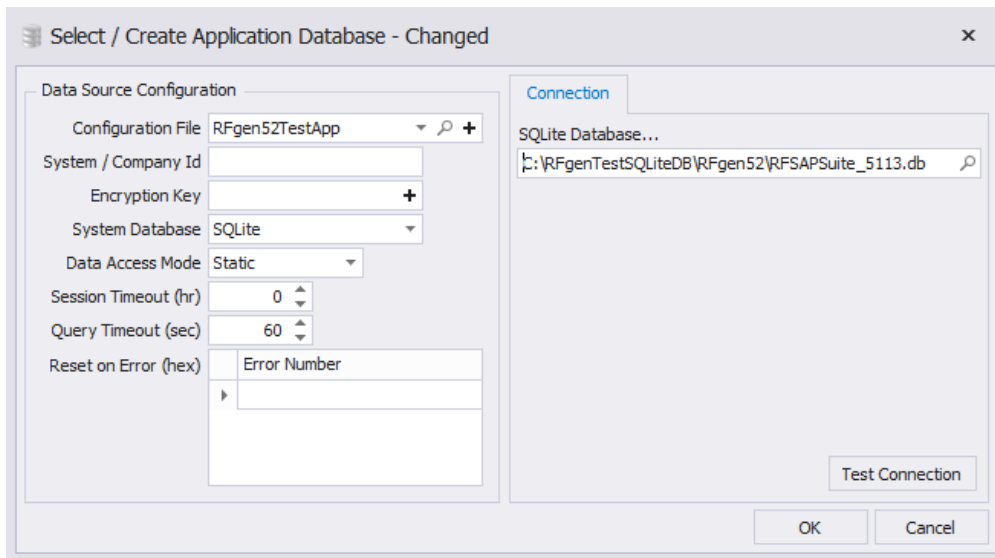 Select / Create Application Database - Changed
Data Source Configuration
Configuration File RFgen52TestApp
System / Company Id
Encryption Key
System Database SQLite
Data Access Mode Static
Session Timeout (hr) 0
Query Timeout (sec) 60
Reset on Error (hex) Error Number
Connection
SQLite Database...
C:\RFgenTestSQLiteDB\RFgen52\RFSAPSuite_5113.db
Test Connection
OK Cancel